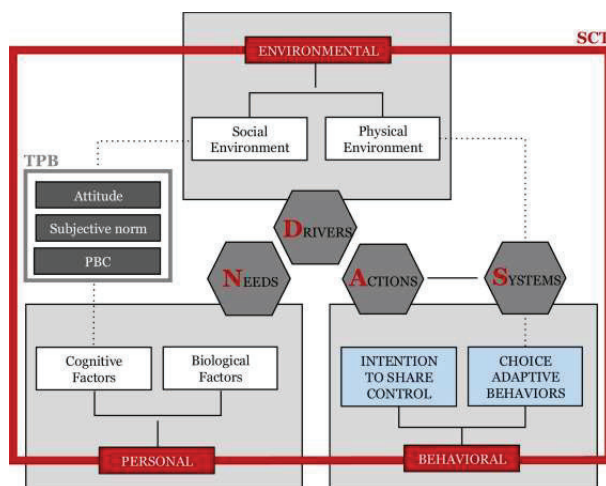 ENVIRONMENTAL
SCT
Social
Environment
Physical
Environment
TPB
Attitude
Subjective norm
PBC
DRIVERS
NEEDS
ACTIONS
SYSTEMS
Cognitive
Factors
Biological
Factors
INTENTION
TO SHARE
CONTROL
CHOICE
ADAPTIVE
BEHAVIORS
PERSONAL
BEHAVIORAL